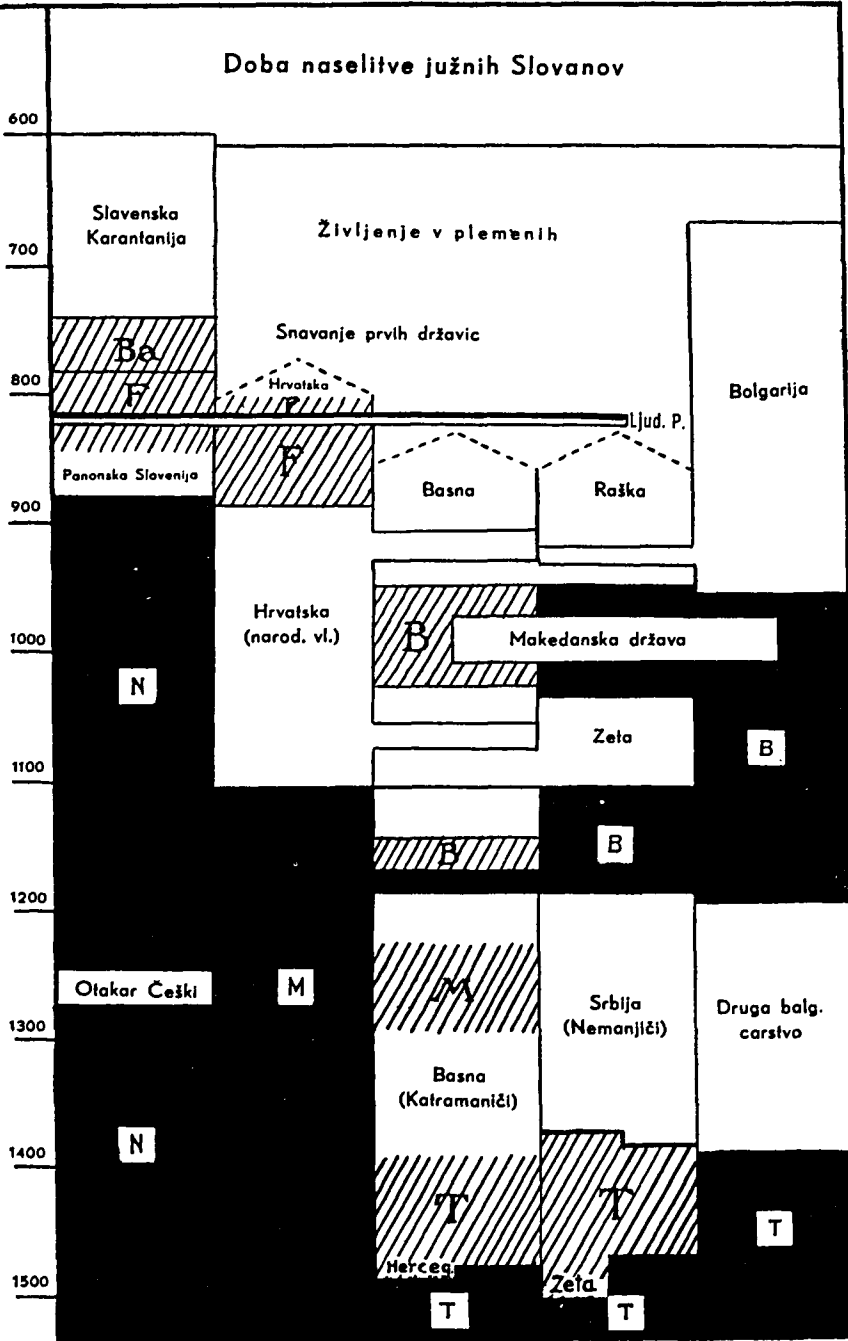 Doba naselitve južnih Slovanov
600
Slavenska
Karantanija
Življenje v plemenih
700
Snavanje prvih državic
Ba
Hrvatska
Bolgarija
800
F
Ljud. P.
F
Panonska Slovenija
Basna
Raška
900
Hrvatska
(narod. vl.)
B
Makedanska država
1000
N
Zeta
B
1100
B
B
1200
Otakar Češki
M
M
Srbija
(Nemanjiči)
Druga balg.
carstvo
1300
Basna
(Katramaniči)
N
1400
T
T
T
Herceg.
Zeta
1500
T
T